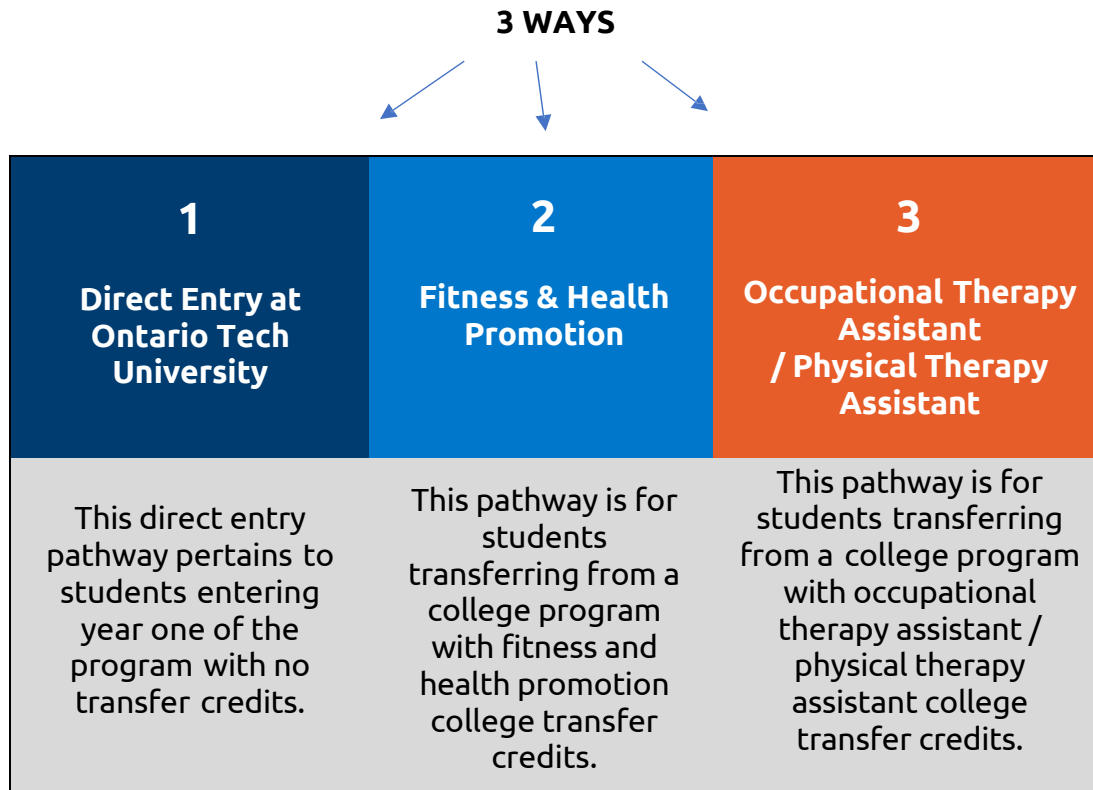 3 WAYS
1
Direct Entry at
Ontario Tech
University
2
Fitness & Health
Promotion
3
Occupational Therapy
Assistant
/ Physical Therapy
Assistant
This direct entry
pathway pertains to
students entering
year one of the
program with no
transfer credits.
This pathway is for
students
transferring from a
college program
with fitness and
health promotion
college transfer
credits.
This pathway is for
students transferring
from a college program
with occupational
therapy assistant /
physical therapy
assistant college
transfer credits.